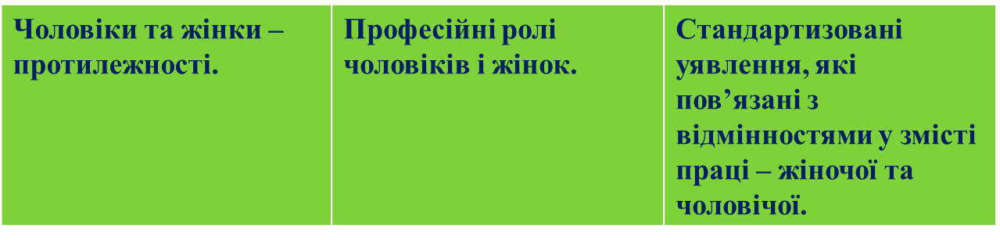 Чоловіки та жінки –
протилежності.
Професійні ролі
чоловіків і жінок.
Стандартизовані
уявлення, які
пов’язані з
відмінностями у змісті
праці – жіночої та
чоловічої.